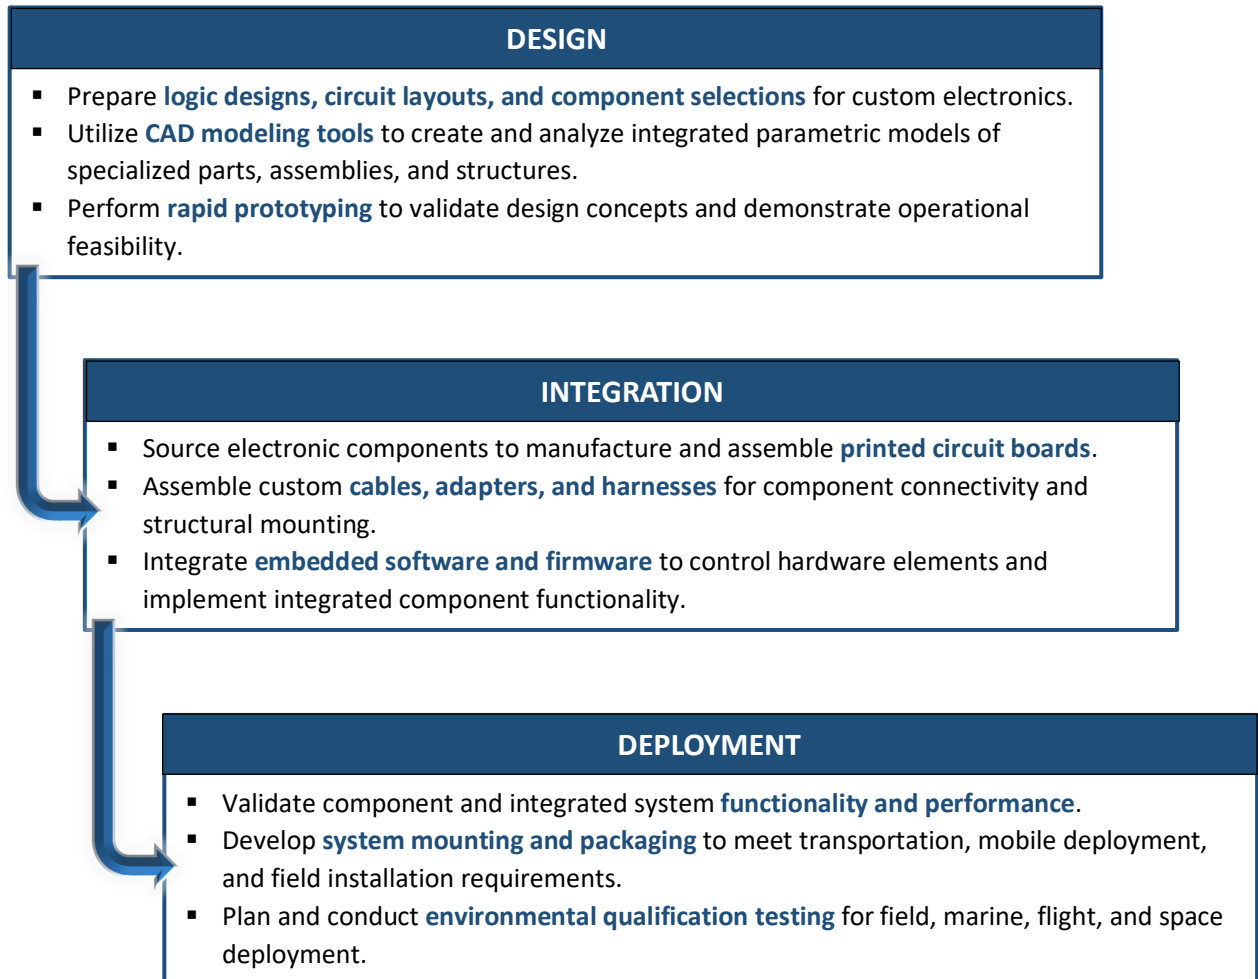 DESIGN
▪ Prepare logic designs, circuit layouts, and component selections for custom electronics.
▪ Utilize CAD modeling tools to create and analyze integrated parametric models of
specialized parts, assemblies, and structures.
▪ Perform rapid prototyping to validate design concepts and demonstrate operational
feasibility.
INTEGRATION
▪ Source electronic components to manufacture and assemble printed circuit boards.
▪ Assemble custom cables, adapters, and harnesses for component connectivity and
structural mounting.
▪ Integrate embedded software and firmware to control hardware elements and
implement integrated component functionality.
DEPLOYMENT
▪ Validate component and integrated system functionality and performance.
▪ Develop system mounting and packaging to meet transportation, mobile deployment,
and field installation requirements.
▪ Plan and conduct environmental qualification testing for field, marine, flight, and space
deployment.